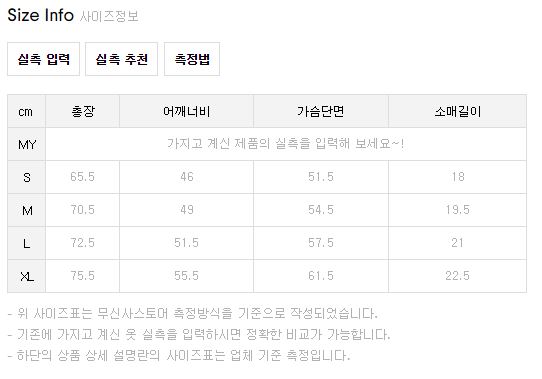 Size Info 사이즈정보
실측 입력 실측 추천 측정법
cm 총장 어깨너비 가슴단면 소매길이
MY 가지고 계신 제품의 실측을 입력해 보세요~!
S 65.5 46 51.5 18
M 70.5 49 54.5 19.5
L 72.5 51.5 57.5 21
XL 75.5 55.5 61.5 22.5
- 위 사이즈표는 무신사스토어 측정방식을 기준으로 작성되었습니다.
- 기존에 가지고 계신 옷 실측을 입력하시면 정확한 비교가 가능합니다.
- 하단의 상품 상세 설명란의 사이즈표는 업체 기준 측정입니다.